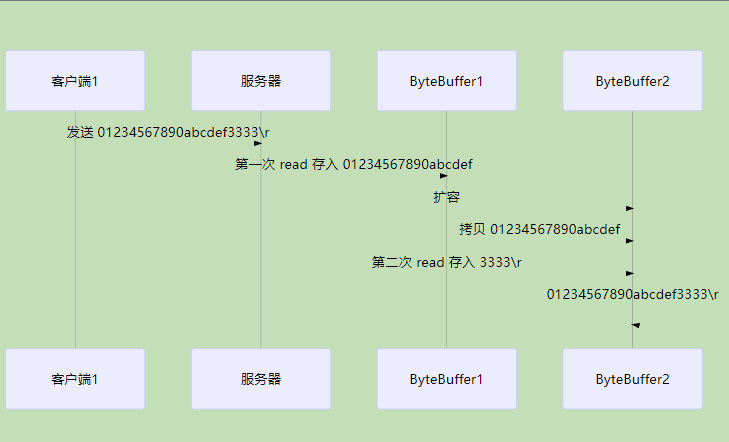 客户端1
服务器
ByteBuffer1
ByteBuffer2
发送 01234567890abcdef3333\r
第一次 read 存入 01234567890abcdef
扩容
拷贝 01234567890abcdef
第二次 read 存入 3333\r
01234567890abcdef3333\r
客户端1
服务器
ByteBuffer1
ByteBuffer2